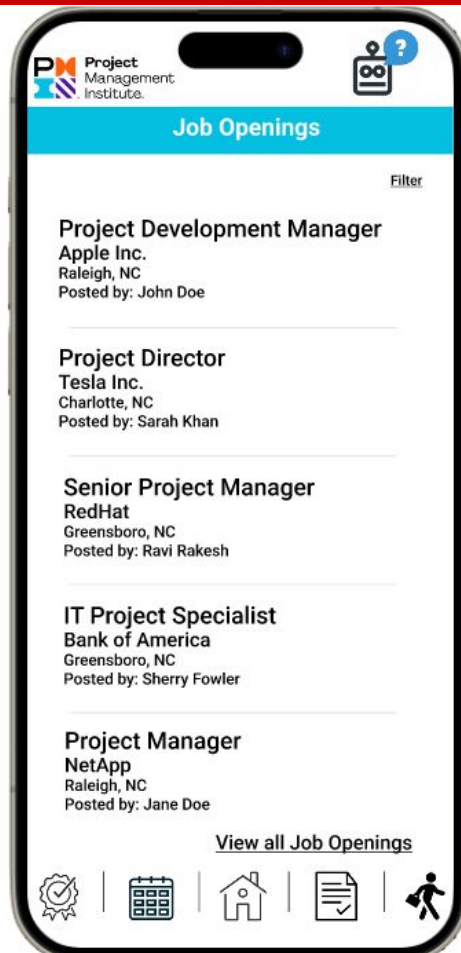 Project
Management
Institute.
?
Job Openings
Filter
Project Development Manager
Apple Inc.
Raleigh, NC
Posted by: John Doe
Project Director
Tesla Inc.
Charlotte, NC
Posted by: Sarah Khan
Senior Project Manager
RedHat
Greensboro, NC
Posted by: Ravi Rakesh
IT Project Specialist
Bank of America
Greensboro, NC
Posted by: Sherry Fowler
Project Manager
NetApp
Raleigh, NC
Posted by: Jane Doe
View all Job Openings